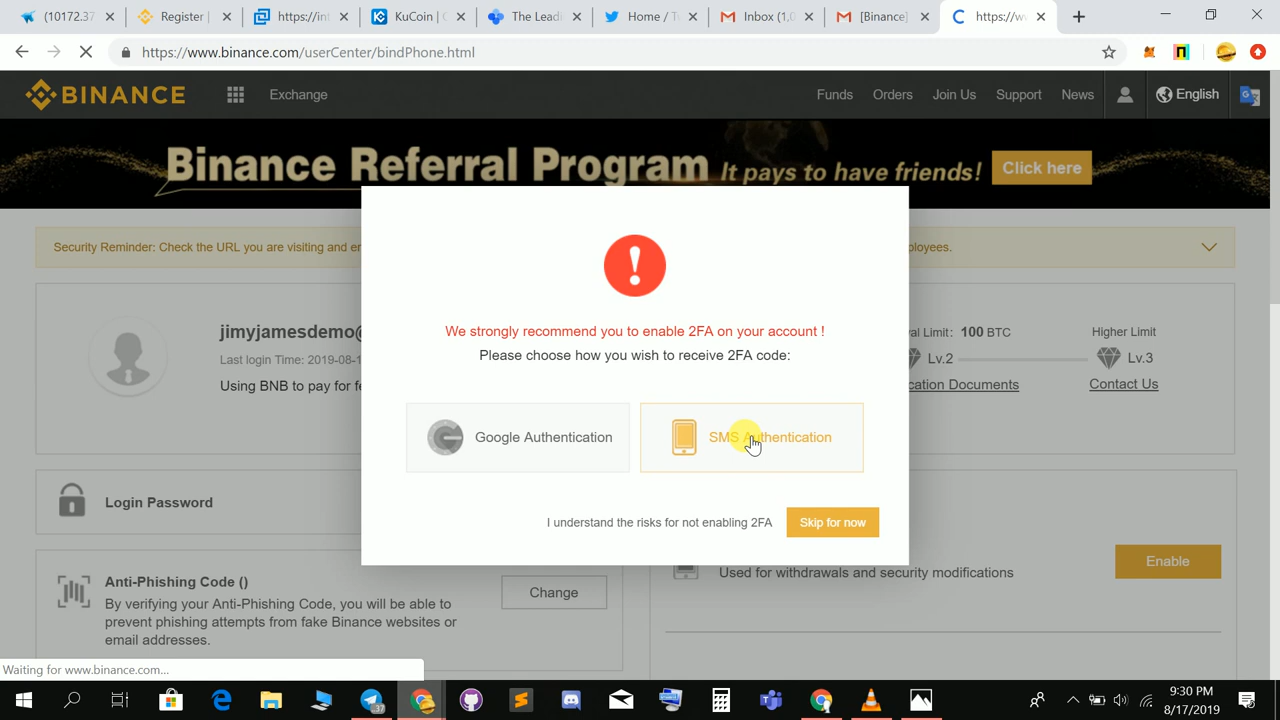 (10172.37
Register |
https://int
KuCoin | C
The Leadi
Home / Tw
Inbox (1,0
[Binance]
https://ww
https://www.binance.com/userCenter/bindPhone.html
BINANCE
Exchange
Funds
Orders
Join Us
Support
News
English
Binance Referral Program It pays to have friends!
Click here
Security Reminder: Check the URL you are visiting and en
ployees.
jimyjamesdemo@
Last login Time: 2019-08-1
Using BNB to pay for fe
al Limit: 100 BTC
Higher Limit
Lv.2
Lv.3
cation Documents
Contact Us
We strongly recommend you to enable 2FA on your account !
Please choose how you wish to receive 2FA code:
Google Authentication
SMS Authentication
I understand the risks for not enabling 2FA
Skip for now
Login Password
Anti-Phishing Code ()
By verifying your Anti-Phishing Code, you will be able to
prevent phishing attempts from fake Binance websites or
email addresses.
Change
Used for withdrawals and security modifications
Enable
Waiting for www.binance.com...
37
9:30 PM
8/17/2019